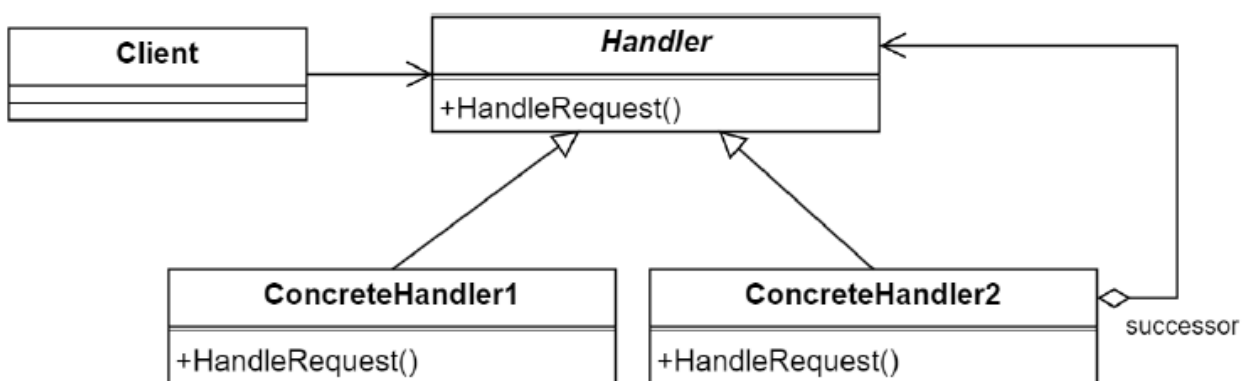 Client
Handler
+HandleRequest()
ConcreteHandler1
+HandleRequest()
ConcreteHandler2
+HandleRequest()
successor